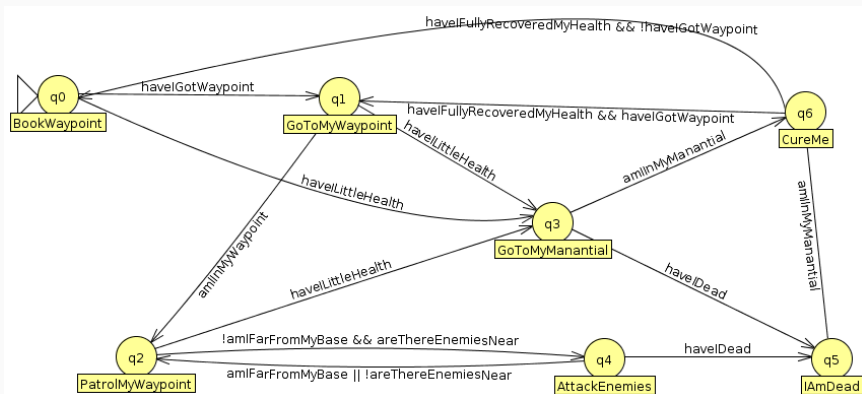 haveIFullyRecoveredMyHealth && !haveIGotWaypoint
q0
BookWaypoint
haveIGotWaypoint
q1
GoToMyWaypoint
haveIFullyRecoveredMyHealth && haveIGotWaypoint
q6
CureMe
haveILittleHealth
haveILittleHealth
amIInMyManantial
amIInMyManantial
q3
GoToMyManantial
amIInMyWaypoint
haveILittleHealth
haveIDead
q2
PatrolMyWaypoint
!amIFarFromMyBase && areThereEnemiesNear
amIFarFromMyBase || !areThereEnemiesNear
q4
AttackEnemies
haveIDead
q5
IAmDead